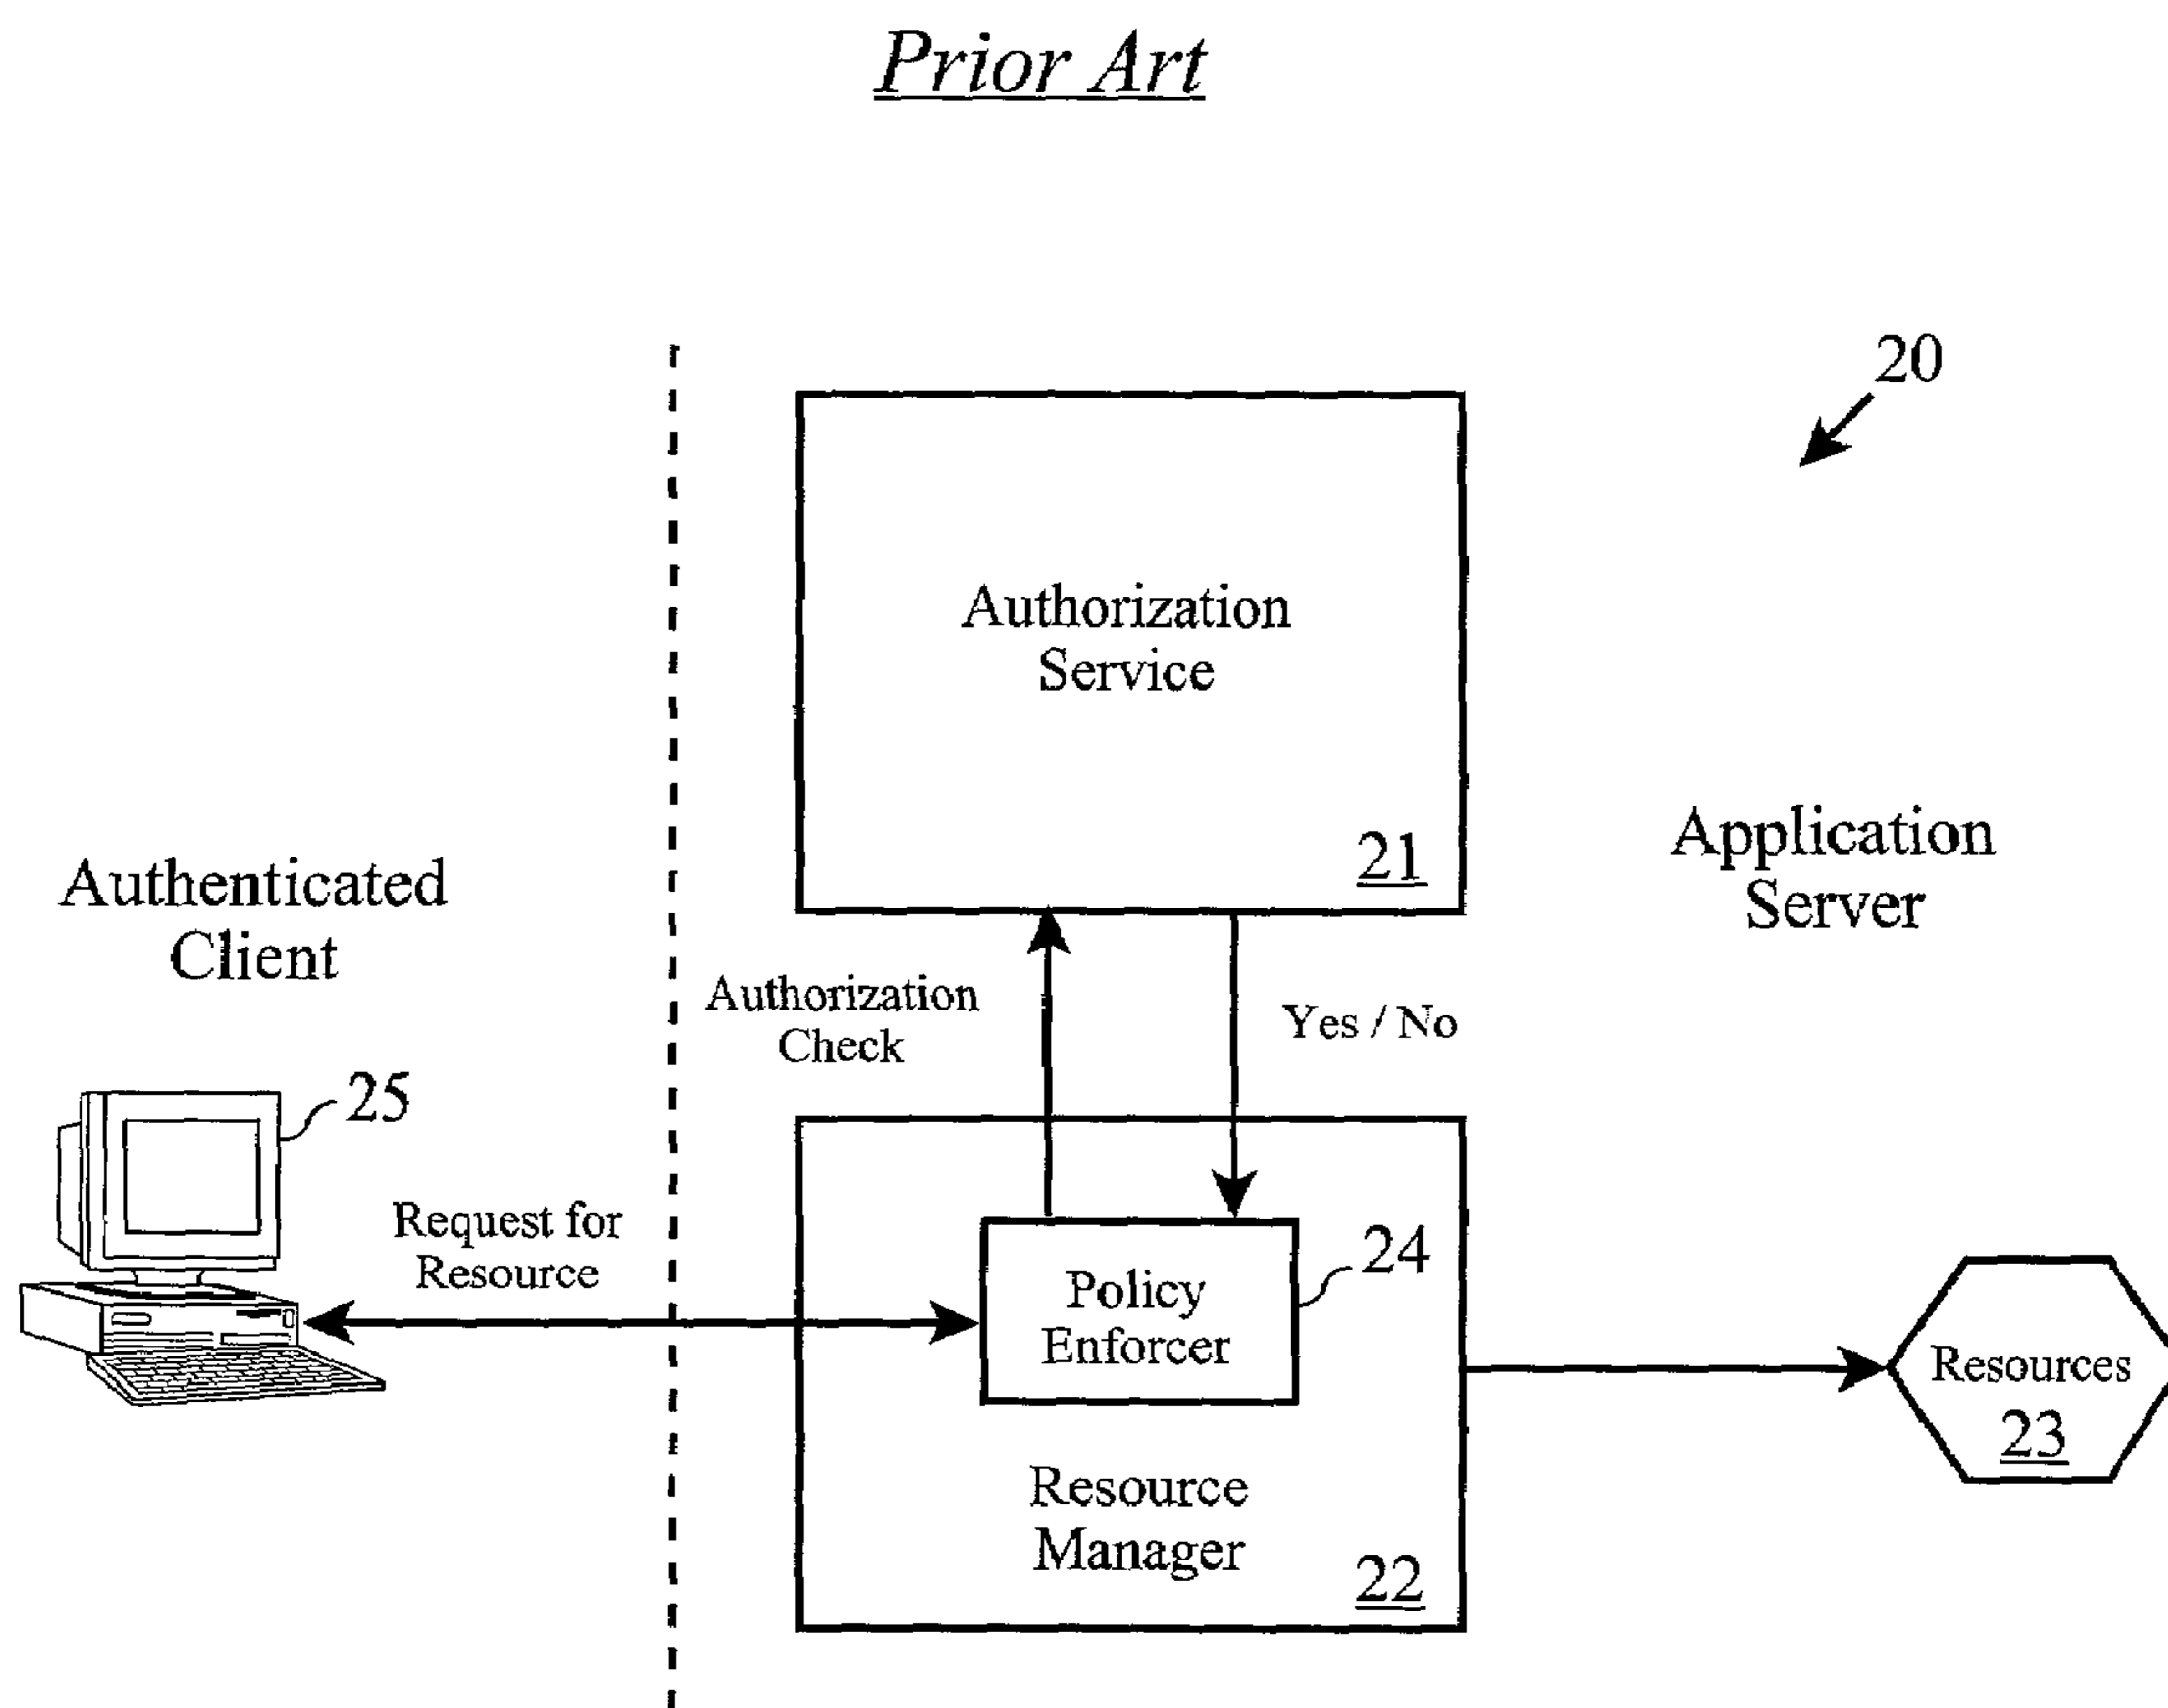 Prior Art
20
Authorization
Service
21
Application
Server
Authenticated
Client
Authorization
Check
Yes / No
25
Request for
Resource
Policy
Enforcer
24
Resources
23
Resource
Manager
22